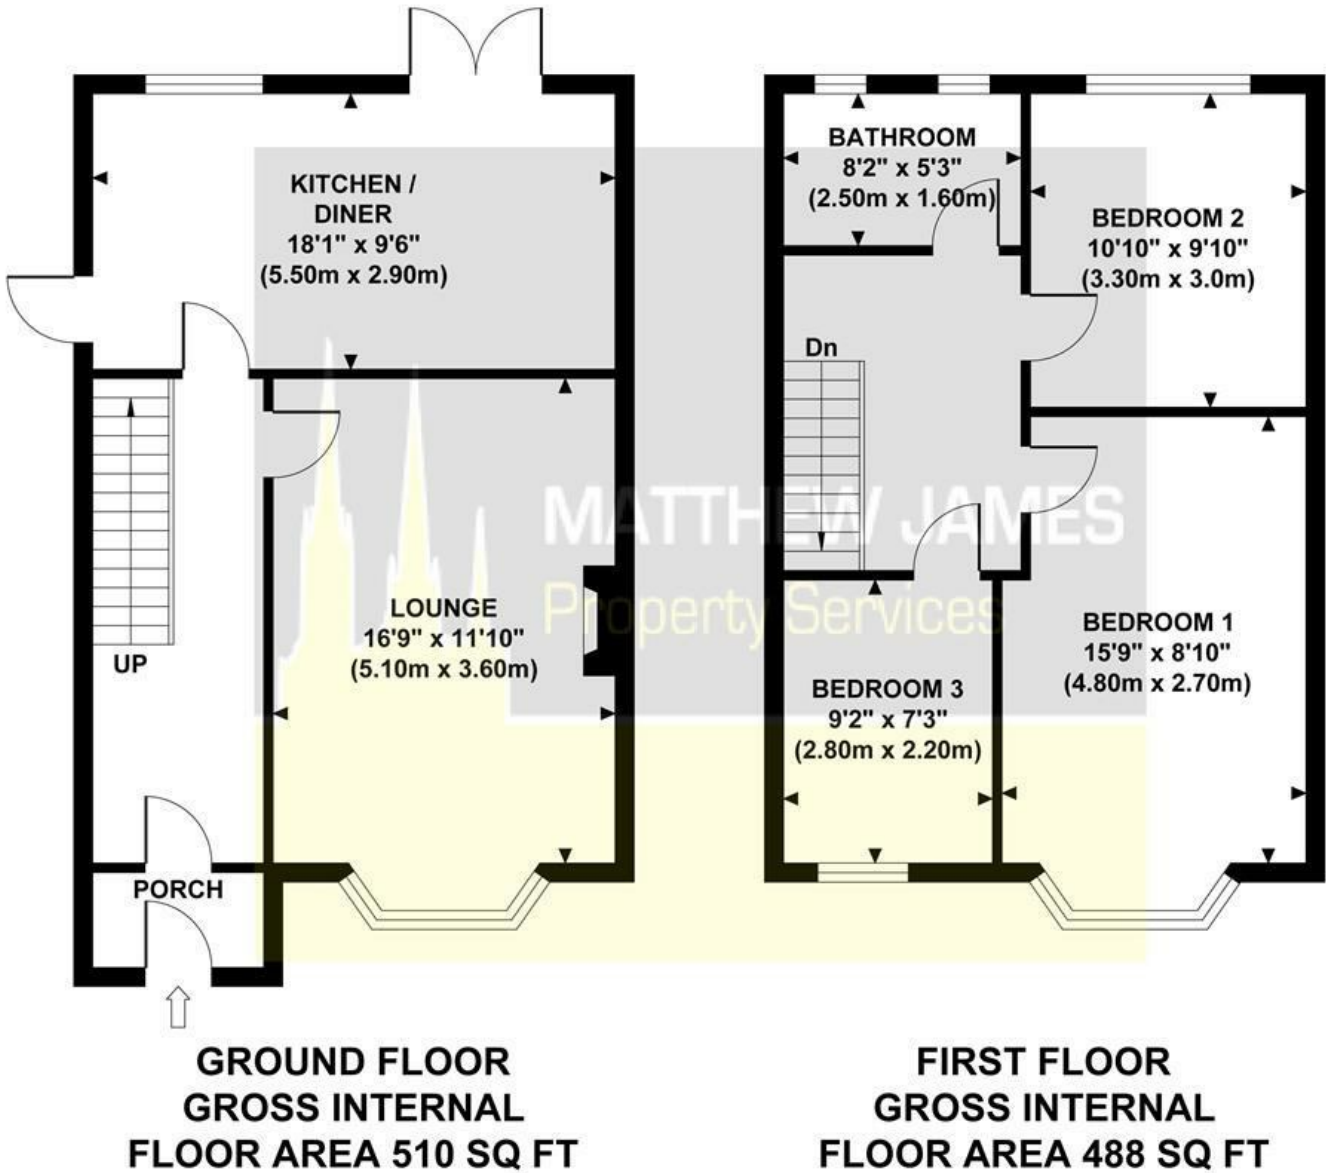 KITCHEN /
DINER
18'1" x 9'6"
(5.50m x 2.90m)
UP
LOUNGE
16'9" x 11'10"
(5.10m x 3.60m)
PORCH
GROUND FLOOR
GROSS INTERNAL
FLOOR AREA 510 SQ FT
BATHROOM
8'2" x 5'3"
(2.50m x 1.60m)
BEDROOM 2
10'10" x 9'10"
(3.30m x 3.0m)
Dn
MATTHEW JAMES
Property Services
BEDROOM 1
15'9" x 8'10"
(4.80m x 2.70m)
BEDROOM 3
9'2" x 7'3"
(2.80m x 2.20m)
FIRST FLOOR
GROSS INTERNAL
FLOOR AREA 488 SQ FT